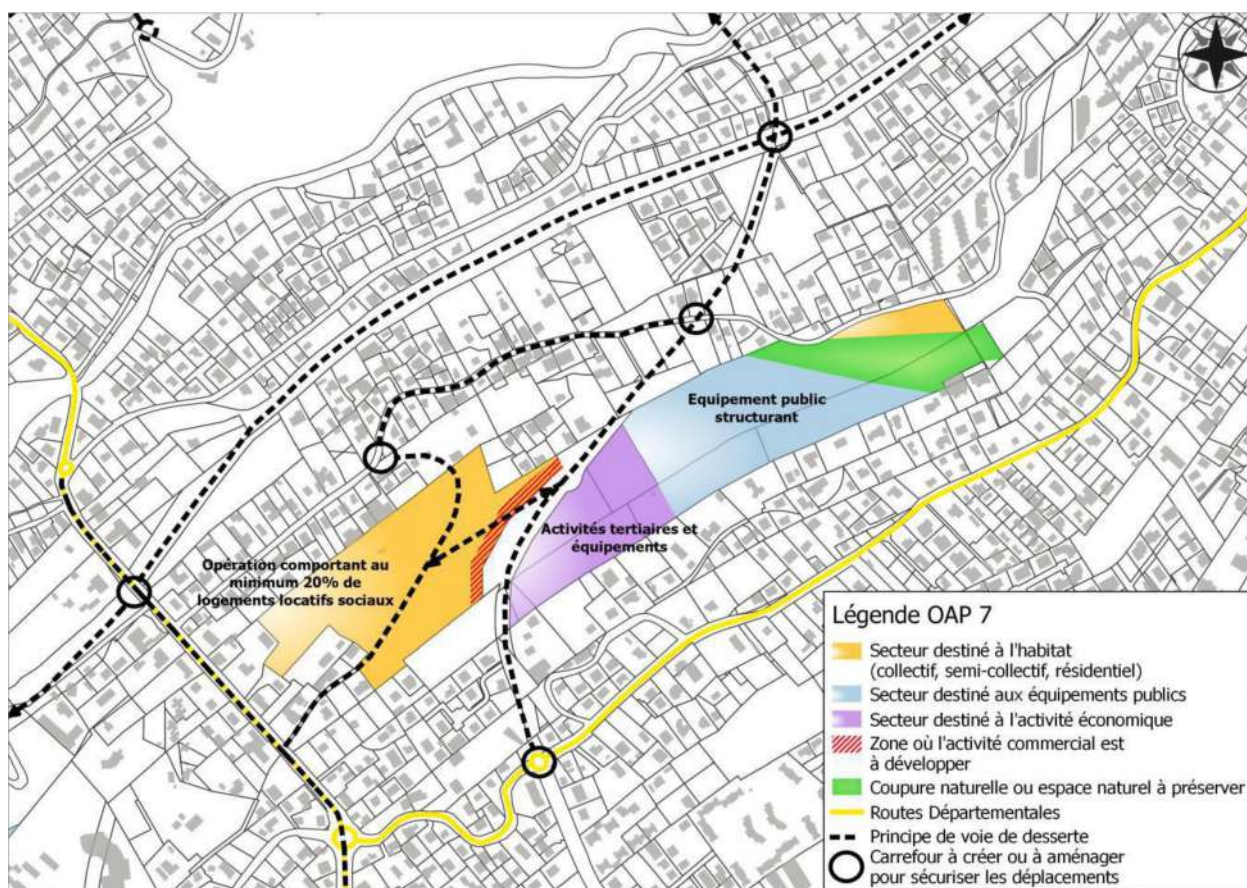 Equipement public
structurant
Activités tertiaires et
équipements
Opération comportant au
minimum 20% de
logements locatifs sociaux
Légende OAP 7
Secteur destiné à l'habitat
(collectif, semi-collectif, résidentiel)
Secteur destiné aux équipements publics
Secteur destiné à l'activité économique
Zone où l'activité commercial est
à développer
Coupure naturelle ou espace naturel à préserver
Routes Départementales
Principe de voie de desserte
Carrefour à créer ou à aménager
pour sécuriser les déplacements